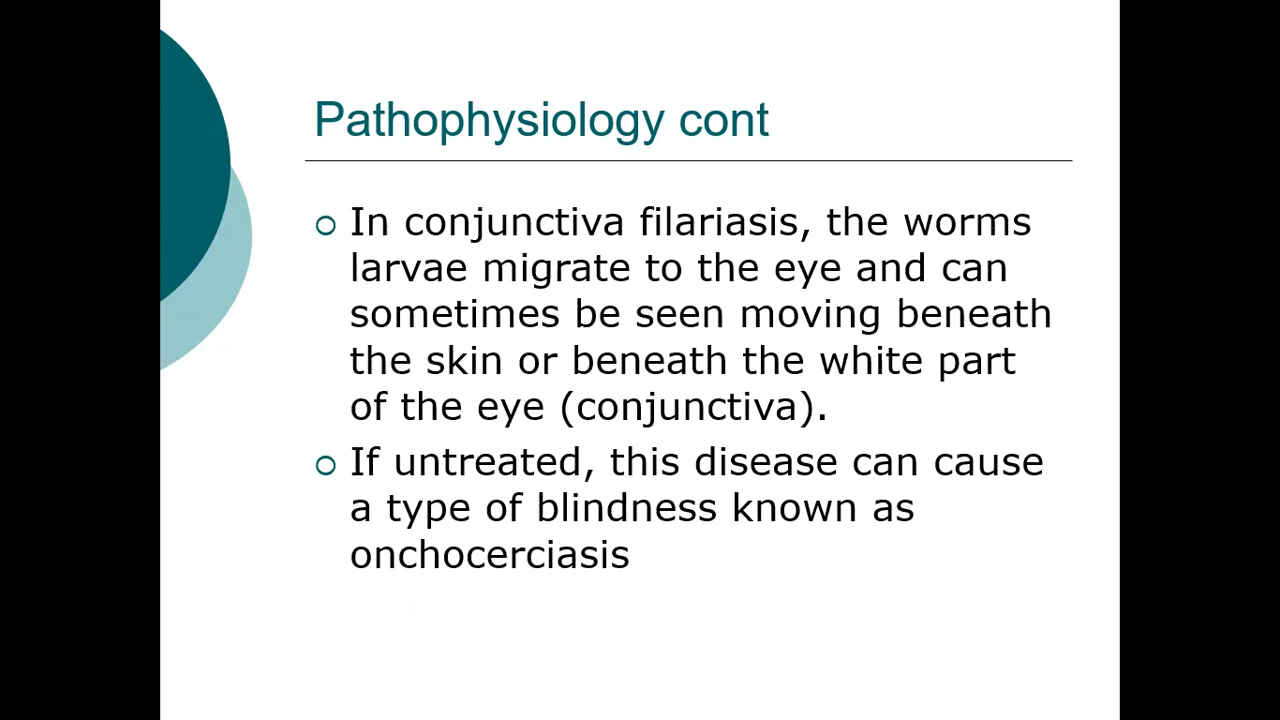 Pathophysiology cont
In conjunctiva filariasis, the worms
larvae migrate to the eye and can
sometimes be seen moving beneath
the skin or beneath the white part
of the eye (conjunctiva).
If untreated, this disease can cause
a type of blindness known as
onchocerciasis